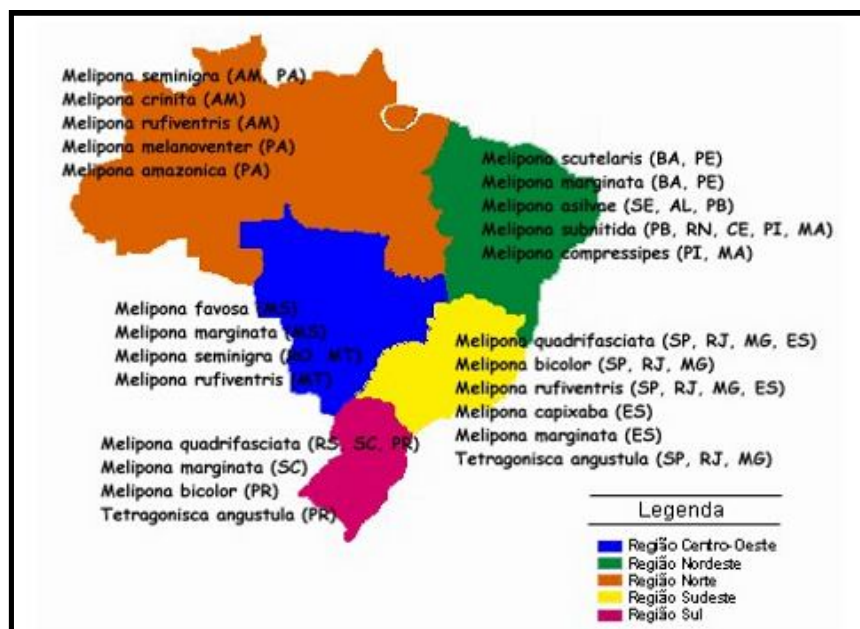 Melipona seminigra (AM, PA)
Melipona crinita (AM)
Melipona rufiventris (AM)
Melipona melanoventer (PA)
Melipona amazonica (PA)
Melipona scutelaris (BA, PE)
Melipona marginata (BA, PE)
Melipona asilvae (SE, AL, PB)
Melipona subnitida (PB, RN, CE, PI, MA)
Melipona compressipes (PI, MA)
Melipona favosa (MS)
Melipona marginata (MS)
Melipona seminigra (RO, MT)
Melipona rufiventris (MT)
Melipona quadrifasciata (SP, RJ, MG, ES)
Melipona bicolor (SP, RJ, MG)
Melipona rufiventris (SP, RJ, MG, ES)
Melipona capixaba (ES)
Melipona marginata (ES)
Tetragonisca angustula (SP, RJ, MG)
Melipona quadrifasciata (RS, SC, PR)
Melipona marginata (SC)
Melipona bicolor (PR)
Tetragonisca angustula (PR)
Legenda
Região Centro-Oeste
Região Nordeste
Região Norte
Região Sudeste
Região Sul